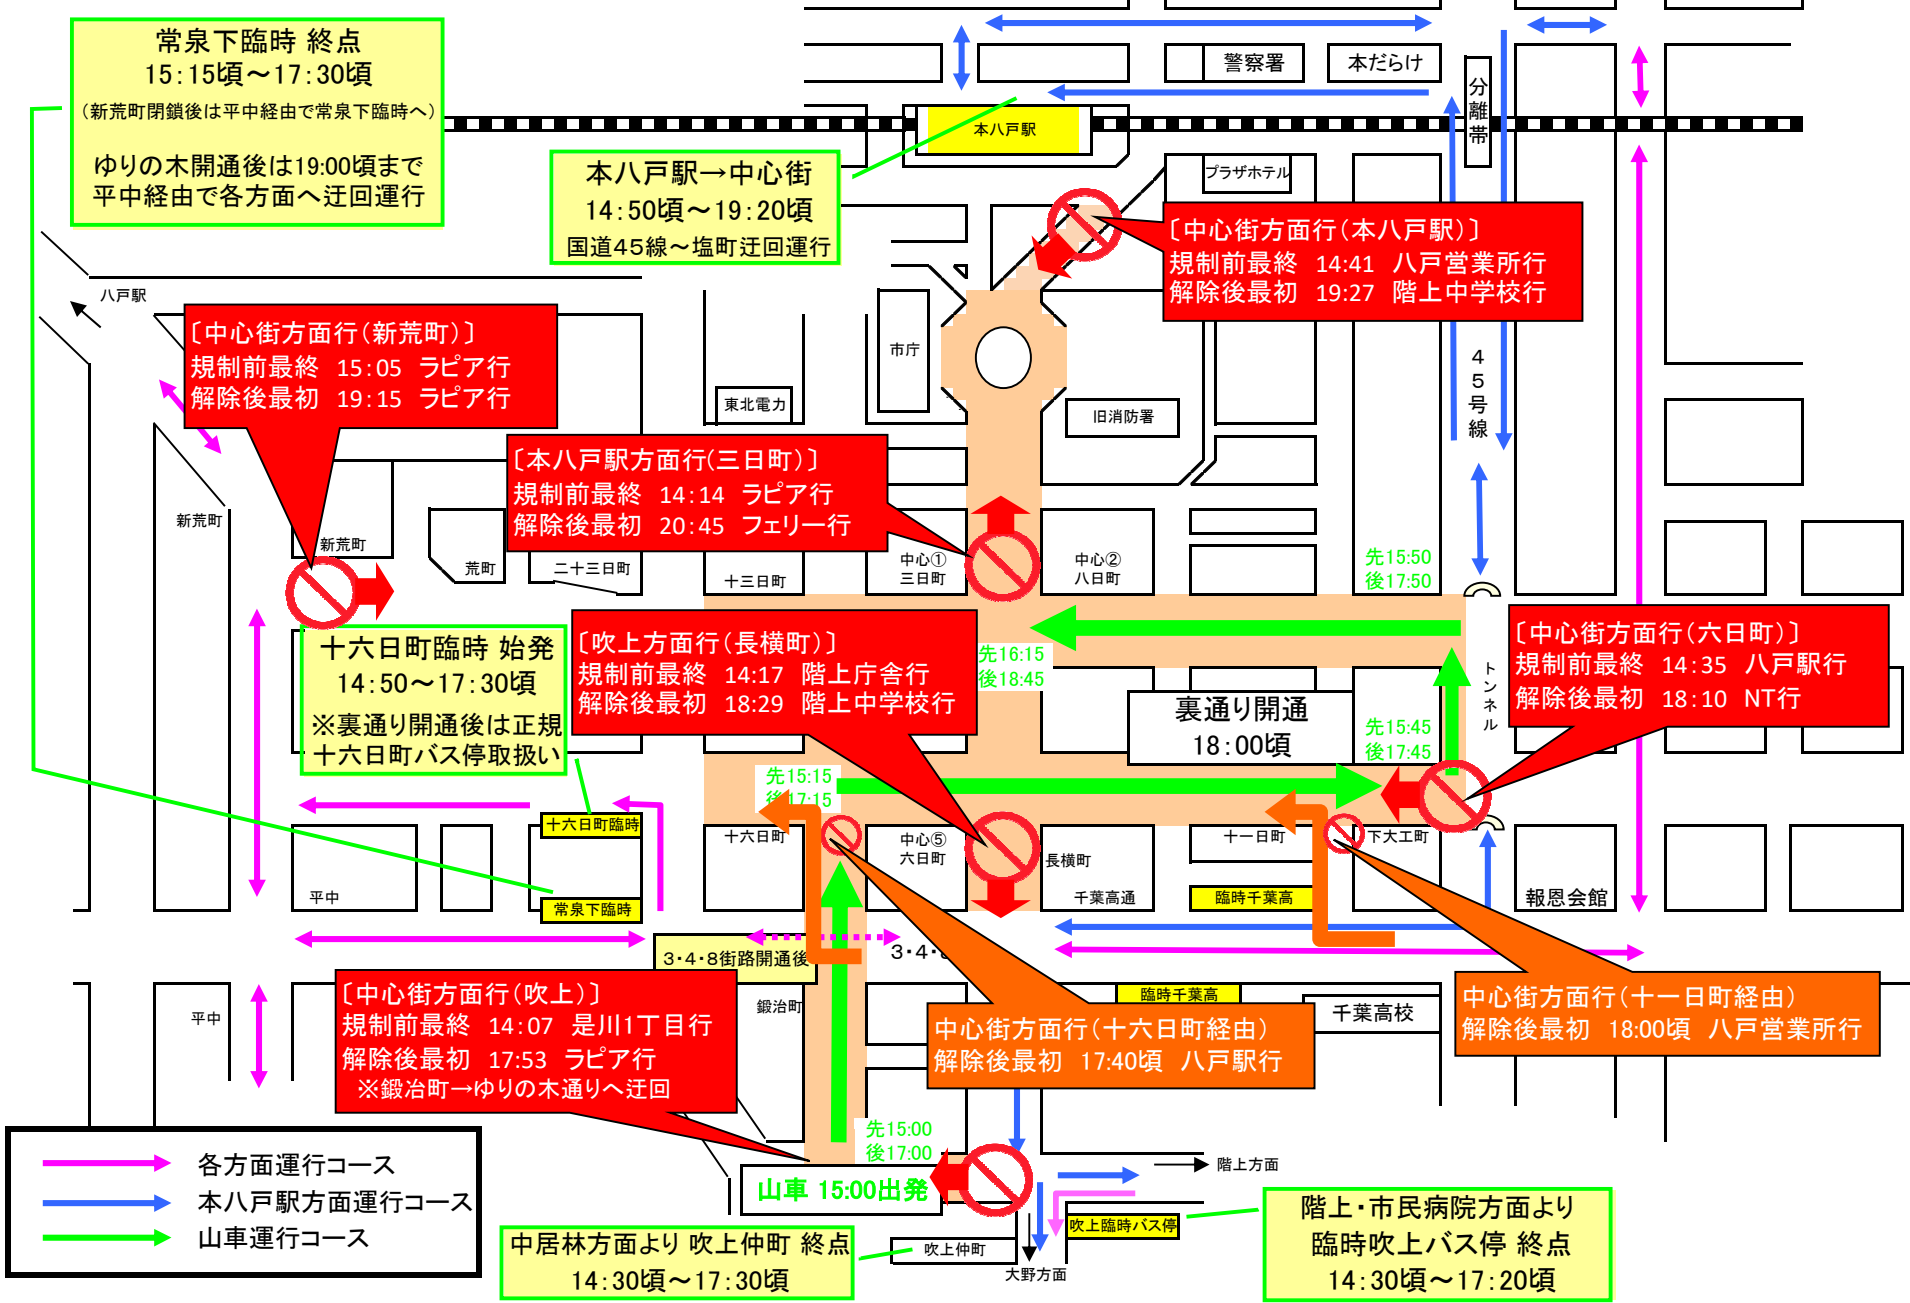 常泉下臨時 終点
15:15頃～17:30頃
（新荒町閉鎖後は平中経由で常泉下臨時へ）
ゆりの木開通後は19:00頃まで
平中経由で各方面へ迂回運行
警察署
本だらけ
分離帯
本八戸駅
本八戸駅→中心街
14:50頃～19:20頃
国道45線～塩町迂回運行
プラザホテル
〔中心街方面行(本八戸駅)〕
規制前最終 14:41 八戸営業所行
解除後最初 19:27 階上中学校行
八戸駅
〔中心街方面行(新荒町)〕
規制前最終 15:05 ラピア行
解除後最初 19:15 ラピア行
市庁
東北電力
旧消防署
45号線
〔本八戸駅方面行(三日町)〕
規制前最終 14:14 ラピア行
解除後最初 20:45 フェリー行
新荒町
新荒町
荒町
二十三日町
十三日町
中心①
三日町
中心②
八日町
先15:50
後17:50
十六日町臨時 始発
14:50～17:30頃
※裏通り開通後は正規
十六日町バス停取扱い
〔吹上方面行(長横町)〕
規制前最終 14:17 階上庁舎行
解除後最初 18:29 階上中学校行
先16:15
後18:45
裏通り開通
18:00頃
先15:45
後17:45
トンネル
〔中心街方面行(六日町)〕
規制前最終 14:35 八戸駅行
解除後最初 18:10 NT行
先15:15
後17:15
十六日町臨時
十六日町
中心⑤
六日町
長横町
千葉高通
十一日町
下大工町
平中
常泉下臨時
臨時千葉高
報恩会館
3・4・8街路開通後
3・4・8
〔中心街方面行(吹上)〕
規制前最終 14:07 是川1丁目行
解除後最初 17:53 ラピア行
※鍛冶町→ゆりの木通りへ迂回
平中
鍛治町
中心街方面行(十六日町経由)
解除後最初 17:40頃 八戸駅行
臨時千葉高
千葉高校
中心街方面行(十一日町経由)
解除後最初 18:00頃 八戸営業所行
先15:00
後17:00
山車 15:00出発
階上方面
各方面運行コース
本八戸駅方面運行コース
山車運行コース
中居林方面より 吹上仲町 終点
14:30頃～17:30頃
吹上仲町
大野方面
吹上臨時バス停
階上・市民病院方面より
臨時吹上バス停 終点
14:30頃～17:20頃